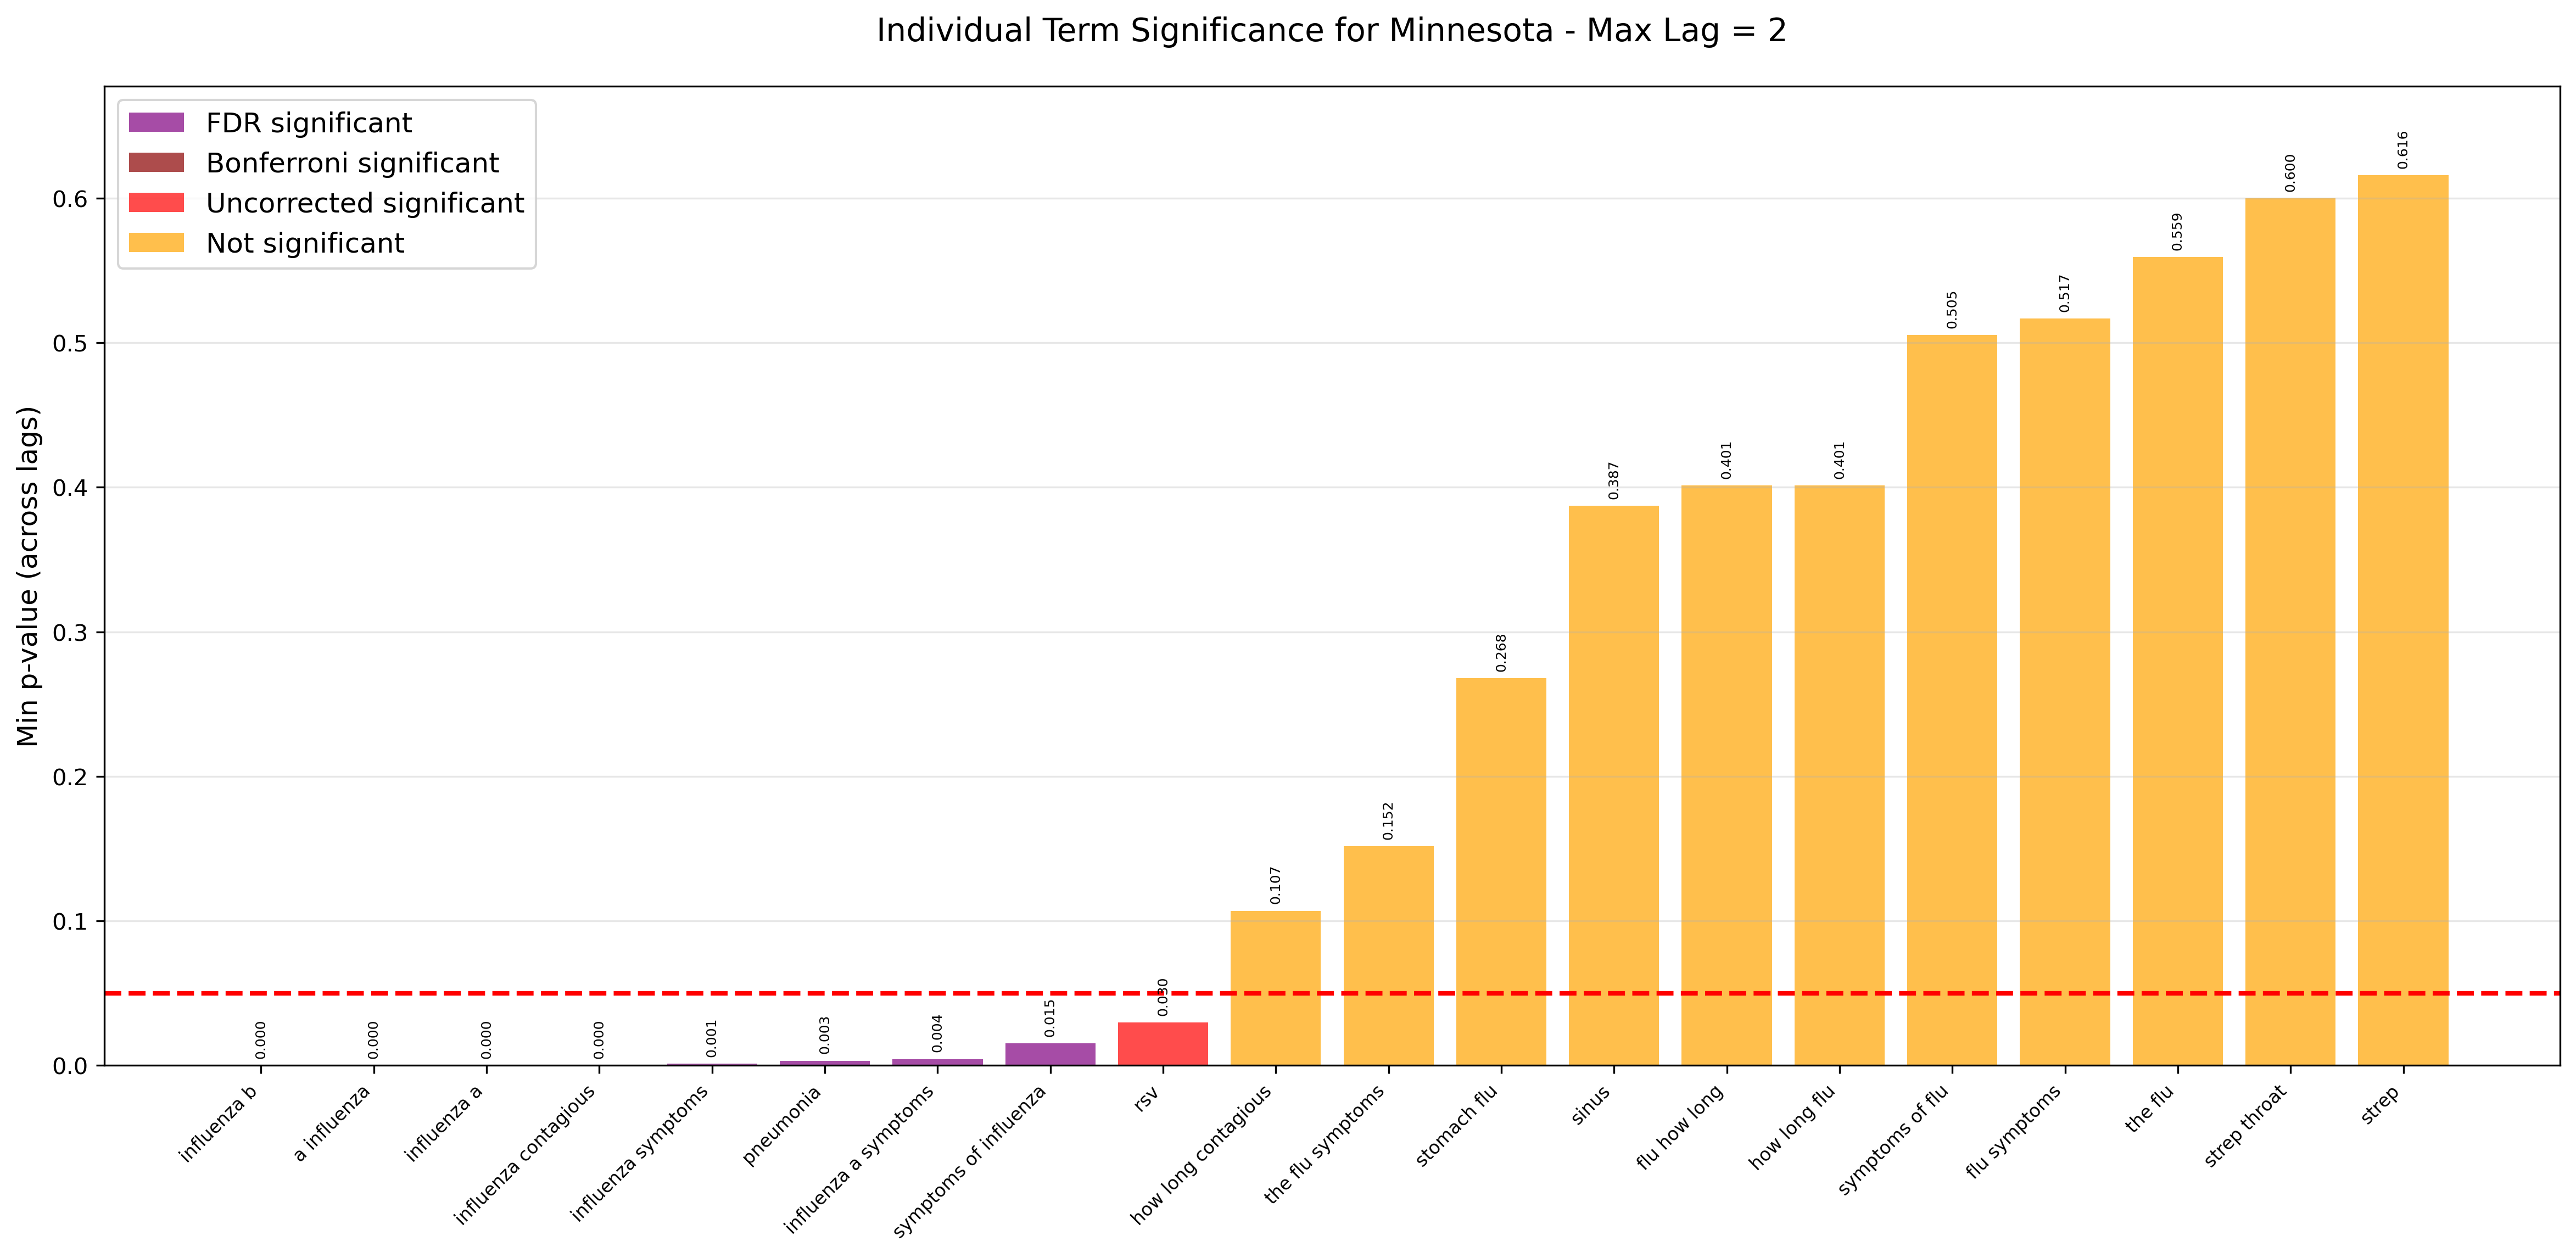 Individual Term Significance for Minnesota - Max Lag = 2
FDR significant
Bonferroni significant
Uncorrected significant
Not significant
Min p-value (across lags)
0.6
0.5
0.4
0.3
0.2
0.1
0.0
0.000
0.000
0.000
0.000
0.001
0.003
0.004
0.015
0.030
0.107
0.152
0.268
0.387
0.401
0.401
0.505
0.517
0.559
0.600
0.616
influenza b
a influenza
influenza a
influenza contagious
influenza symptoms
pneumonia
influenza a symptoms
symptoms of influenza
rsv
how long contagious
the flu symptoms
stomach flu
sinus
flu how long
how long flu
symptoms of flu
flu symptoms
the flu
strep throat
strep